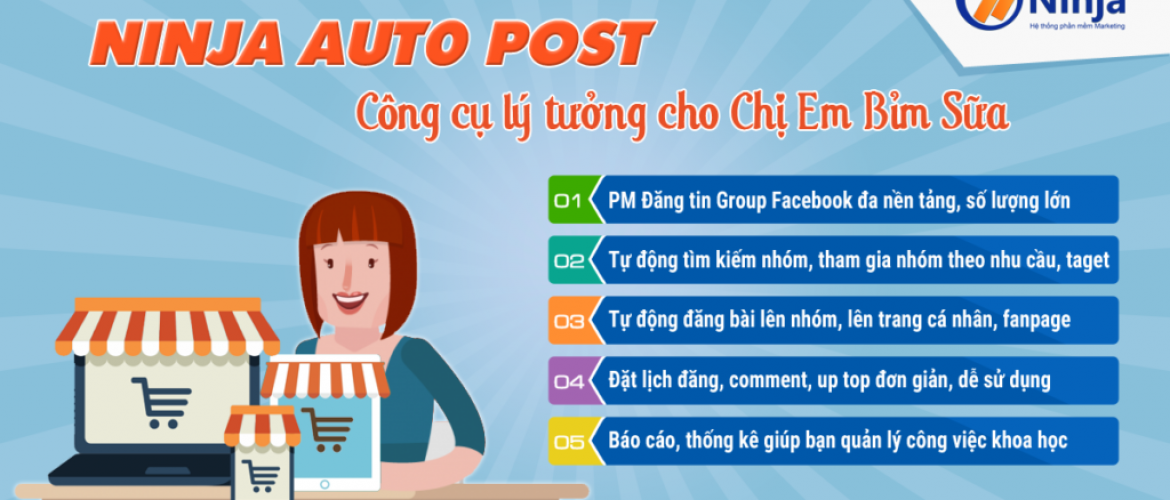 Ninja
Hệ thống phần mềm Marketing
NINJA AUTO POST
Công cụ lý tưởng cho Chị Em Bỉm Sữa
01 PM Đăng tin Group Facebook đa nền tảng, số lượng lớn
02 Tự động tìm kiếm nhóm, tham gia nhóm theo nhu cầu, taget
03 Tự động đăng bài lên nhóm, lên trang cá nhân, fanpage
04 Đặt lịch đăng, comment, up top đơn giản, dễ sử dụng
05 Báo cáo, thống kê giúp bạn quản lý công việc khoa học